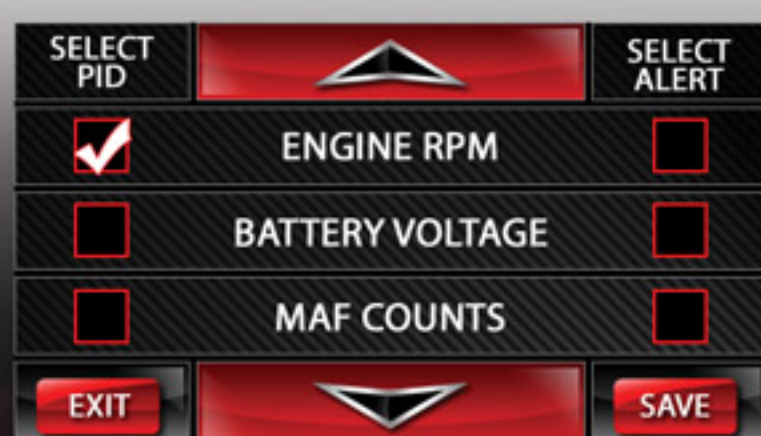 SELECT
PID
SELECT
ALERT
ENGINE RPM
BATTERY VOLTAGE
MAF COUNTS
EXIT
SAVE